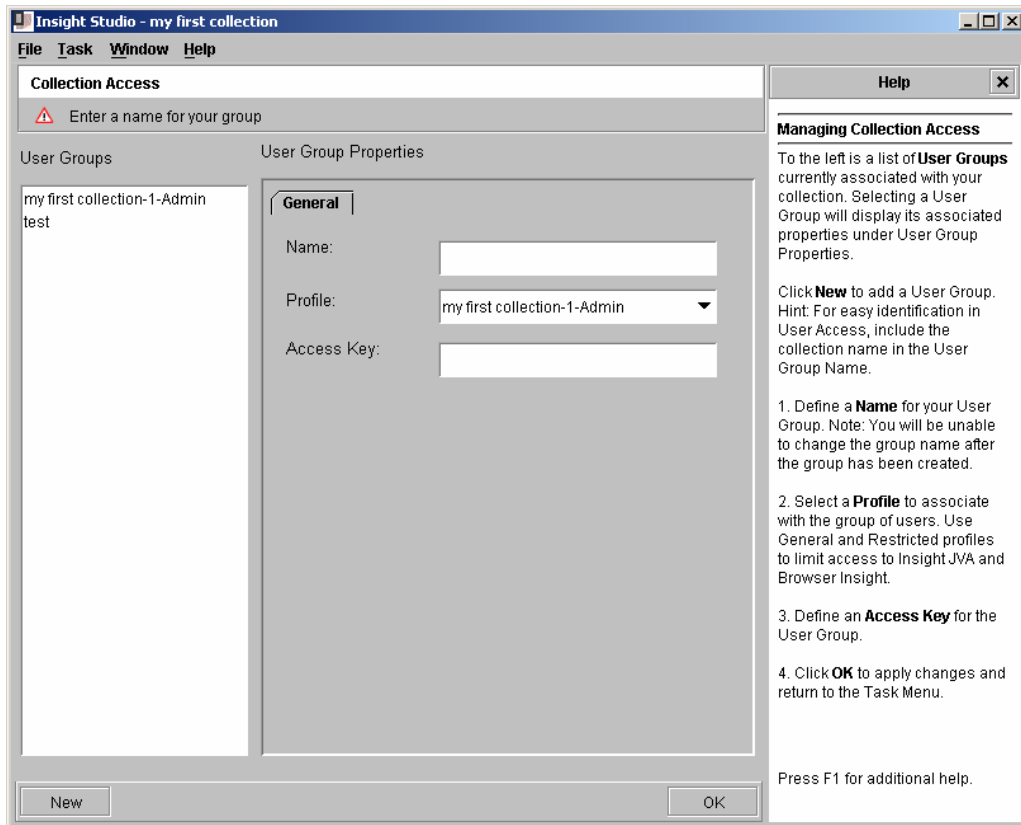 Insight Studio - my first collection
File Task Window Help
Collection Access
Enter a name for your group
User Groups
my first collection-1-Admin
test
User Group Properties
General
Name:
Profile:
my first collection-1-Admin
Access Key:
New
OK
Help
Managing Collection Access
To the left is a list of User Groups
currently associated with your
collection. Selecting a User
Group will display its associated
properties under User Group
Properties.
Click New to add a User Group.
Hint: For easy identification in
User Access, include the
collection name in the User
Group Name.
1. Define a Name for your User
Group. Note: You will be unable
to change the group name after
the group has been created.
2. Select a Profile to associate
with the group of users. Use
General and Restricted profiles
to limit access to Insight JVA and
Browser Insight.
3. Define an Access Key for the
User Group.
4. Click OK to apply changes and
return to the Task Menu.
Press F1 for additional help.